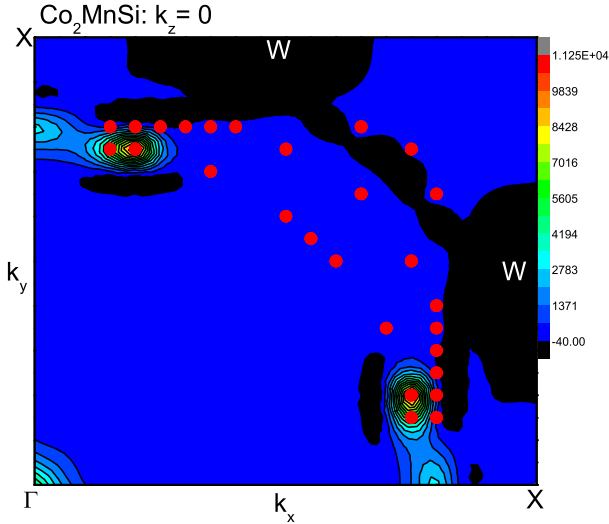 Co₂MnSi: k_z = 0
X
W
1.125E+04
9839
8428
7016
5605
4194
2783
1371
-40.00
W
k_y
Γ
k_x
X